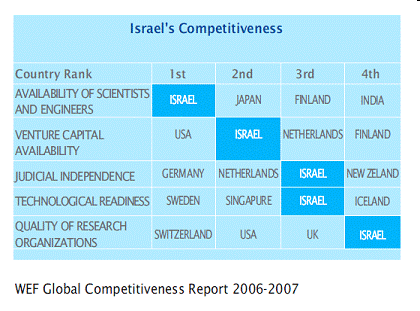 Israel's Competitiveness
Country Rank 1st 2nd 3rd 4th
AVAILABILITY OF SCIENTISTS
AND ENGINEERS ISRAEL JAPAN FINLAND INDIA
VENTURE CAPITAL
AVAILABILITY USA ISRAEL NETHERLANDS FINLAND
JUDICIAL INDEPENDENCE GERMANY NETHERLANDS ISRAEL NEW ZELAND
TECHNOLOGICAL READINESS SWEDEN SINGAPURE ISRAEL ICELAND
QUALITY OF RESEARCH
ORGANIZATIONS SWITZERLAND USA UK ISRAEL
WEF Global Competitiveness Report 2006-2007